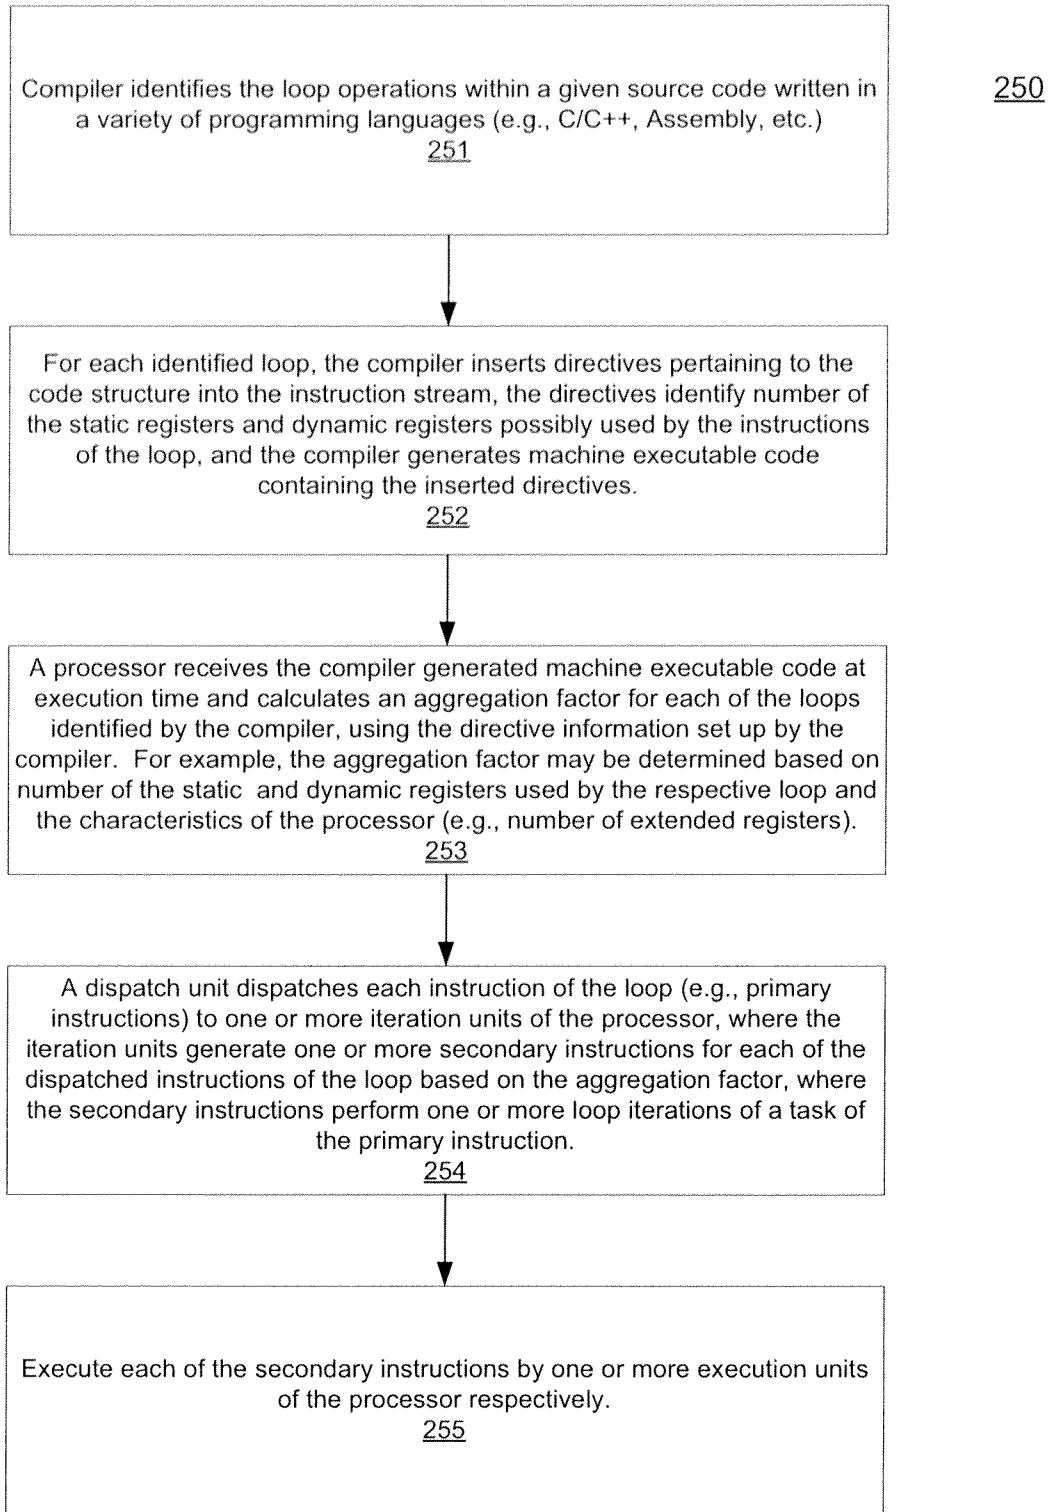 250
Compiler identifies the loop operations within a given source code written in
a variety of programming languages (e.g., C/C++, Assembly, etc.)
251
For each identified loop, the compiler inserts directives pertaining to the
code structure into the instruction stream, the directives identify number of
the static registers and dynamic registers possibly used by the instructions
of the loop, and the compiler generates machine executable code
containing the inserted directives.
252
A processor receives the compiler generated machine executable code at
execution time and calculates an aggregation factor for each of the loops
identified by the compiler, using the directive information set up by the
compiler. For example, the aggregation factor may be determined based on
number of the static and dynamic registers used by the respective loop and
the characteristics of the processor (e.g., number of extended registers).
253
A dispatch unit dispatches each instruction of the loop (e.g., primary
instructions) to one or more iteration units of the processor, where the
iteration units generate one or more secondary instructions for each of the
dispatched instructions of the loop based on the aggregation factor, where
the secondary instructions perform one or more loop iterations of a task of
the primary instruction.
254
Execute each of the secondary instructions by one or more execution units
of the processor respectively.
255